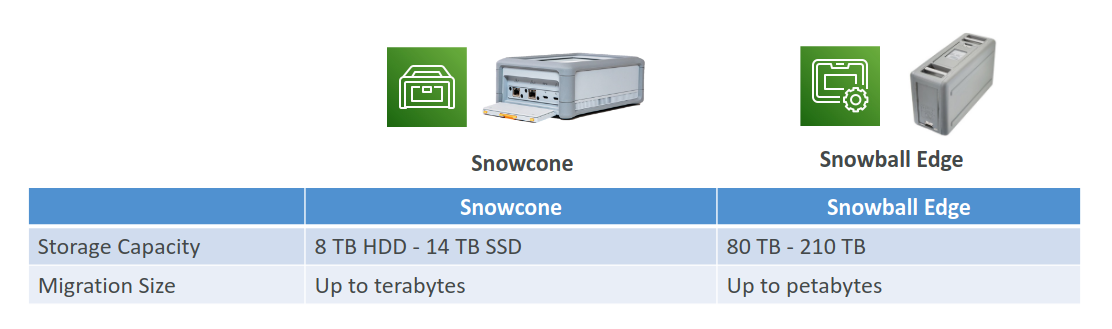 Snowcone
Snowball Edge
Snowcone Snowball Edge
Storage Capacity 8 TB HDD - 14 TB SSD 80 TB - 210 TB
Migration Size Up to terabytes Up to petabytes